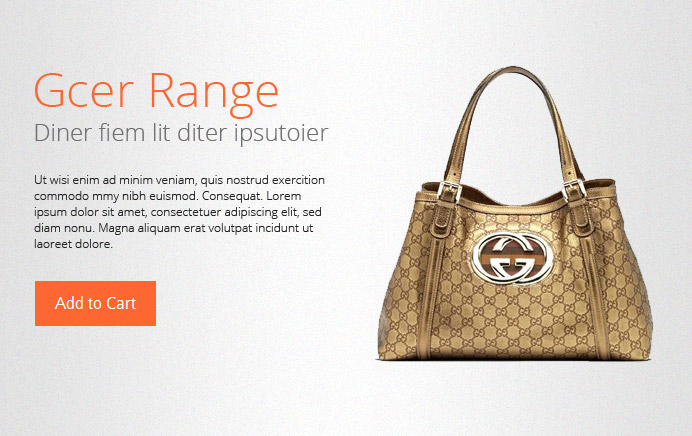 Gcer Range
Diner fiem lit diter ipsutoier
Ut wisi enim ad minim veniam, quis nostrud exercition
commodo mmy nibh euismod. Consequat. Lorem
ipsum dolor sit amet, consectetuer adipiscing elit, sed
diam nonu. Magna aliquam erat volutpat incidunt ut
laoreet dolore.
Add to Cart